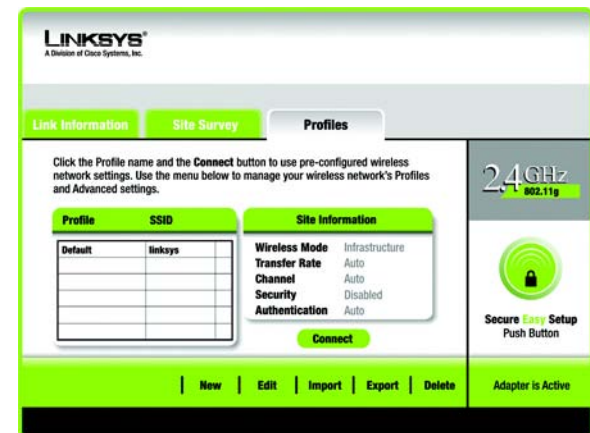 LINKSYS®
A Division of Cisco Systems, Inc.
Link Information
Site Survey
Profiles
Click the Profile name and the Connect button to use pre-configured wireless
network settings. Use the menu below to manage your wireless network's Profiles
and Advanced settings.
2.4GHz
802.11g
Profile SSID
Default linksys
Site Information
Wireless Mode Infrastructure
Transfer Rate Auto
Channel Auto
Security Disabled
Authentication Auto
Connect
Secure Easy Setup
Push Button
New | Edit | Import | Export | Delete
Adapter is Active